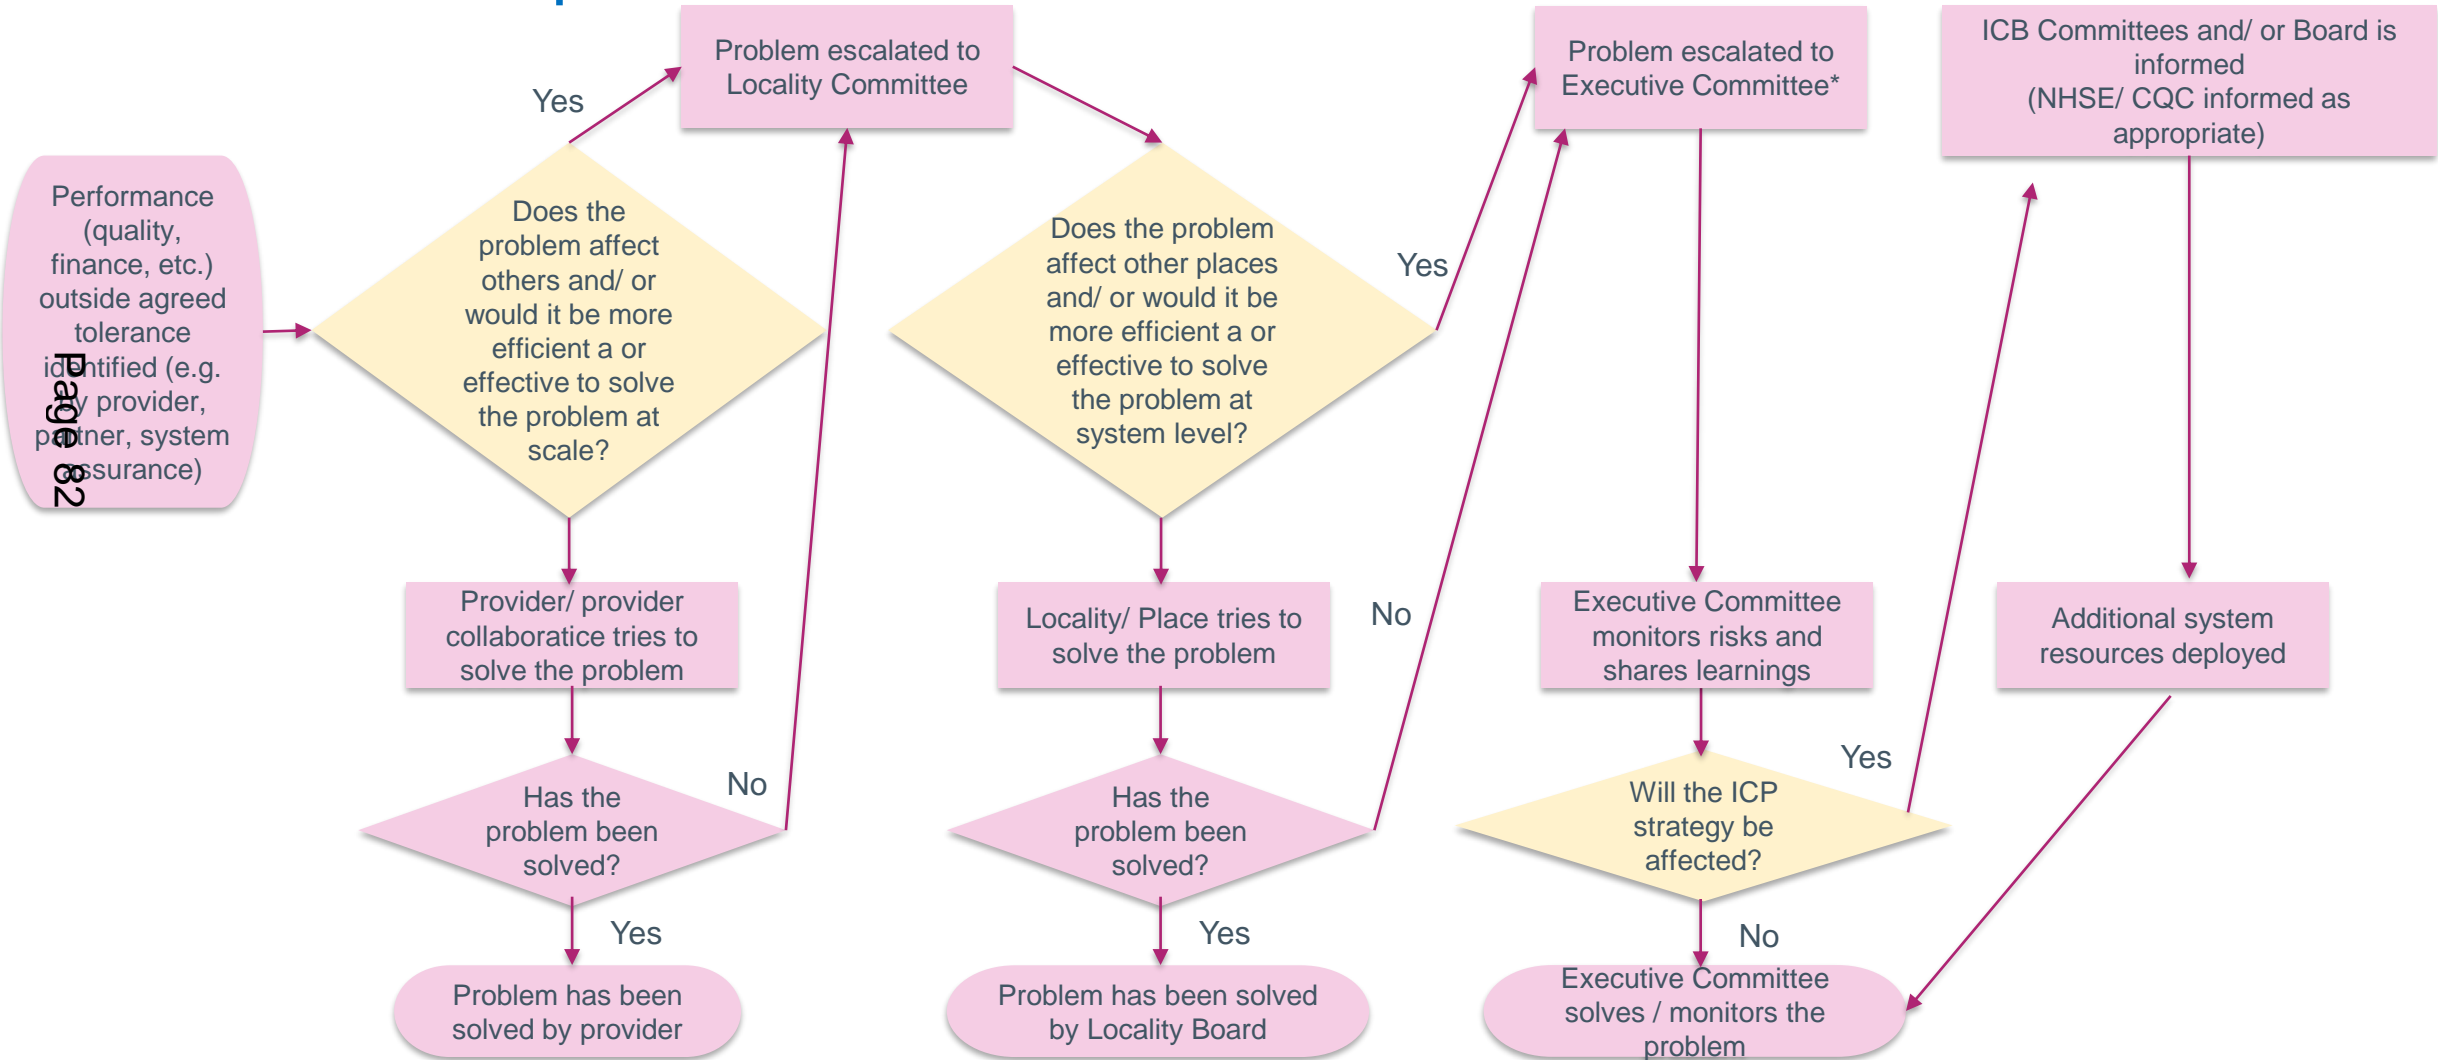 Performance
(quality,
finance, etc.)
outside agreed
tolerance
identified (e.g.
by provider,
partner, system
assurance)
Page 82
Does the
problem affect
others and/ or
would it be more
efficient a or
effective to solve
the problem at
scale?
Yes
Problem escalated to
Locality Committee
Provider/ provider
collaboratice tries to
solve the problem
Has the
problem been
solved?
No
Yes
Problem has been
solved by provider
Does the problem
affect other places
and/ or would it be
more efficient a or
effective to solve
the problem at
system level?
Yes
Problem escalated to
Executive Committee*
Locality/ Place tries to
solve the problem
Has the
problem been
solved?
No
Yes
Problem has been solved
by Locality Board
Executive Committee
monitors risks and
shares learnings
Will the ICP
strategy be
affected?
Yes
No
Executive Committee
solves / monitors the
problem
ICB Committees and/ or Board is
informed
(NHSE/ CQC informed as
appropriate)
Additional system
resources deployed